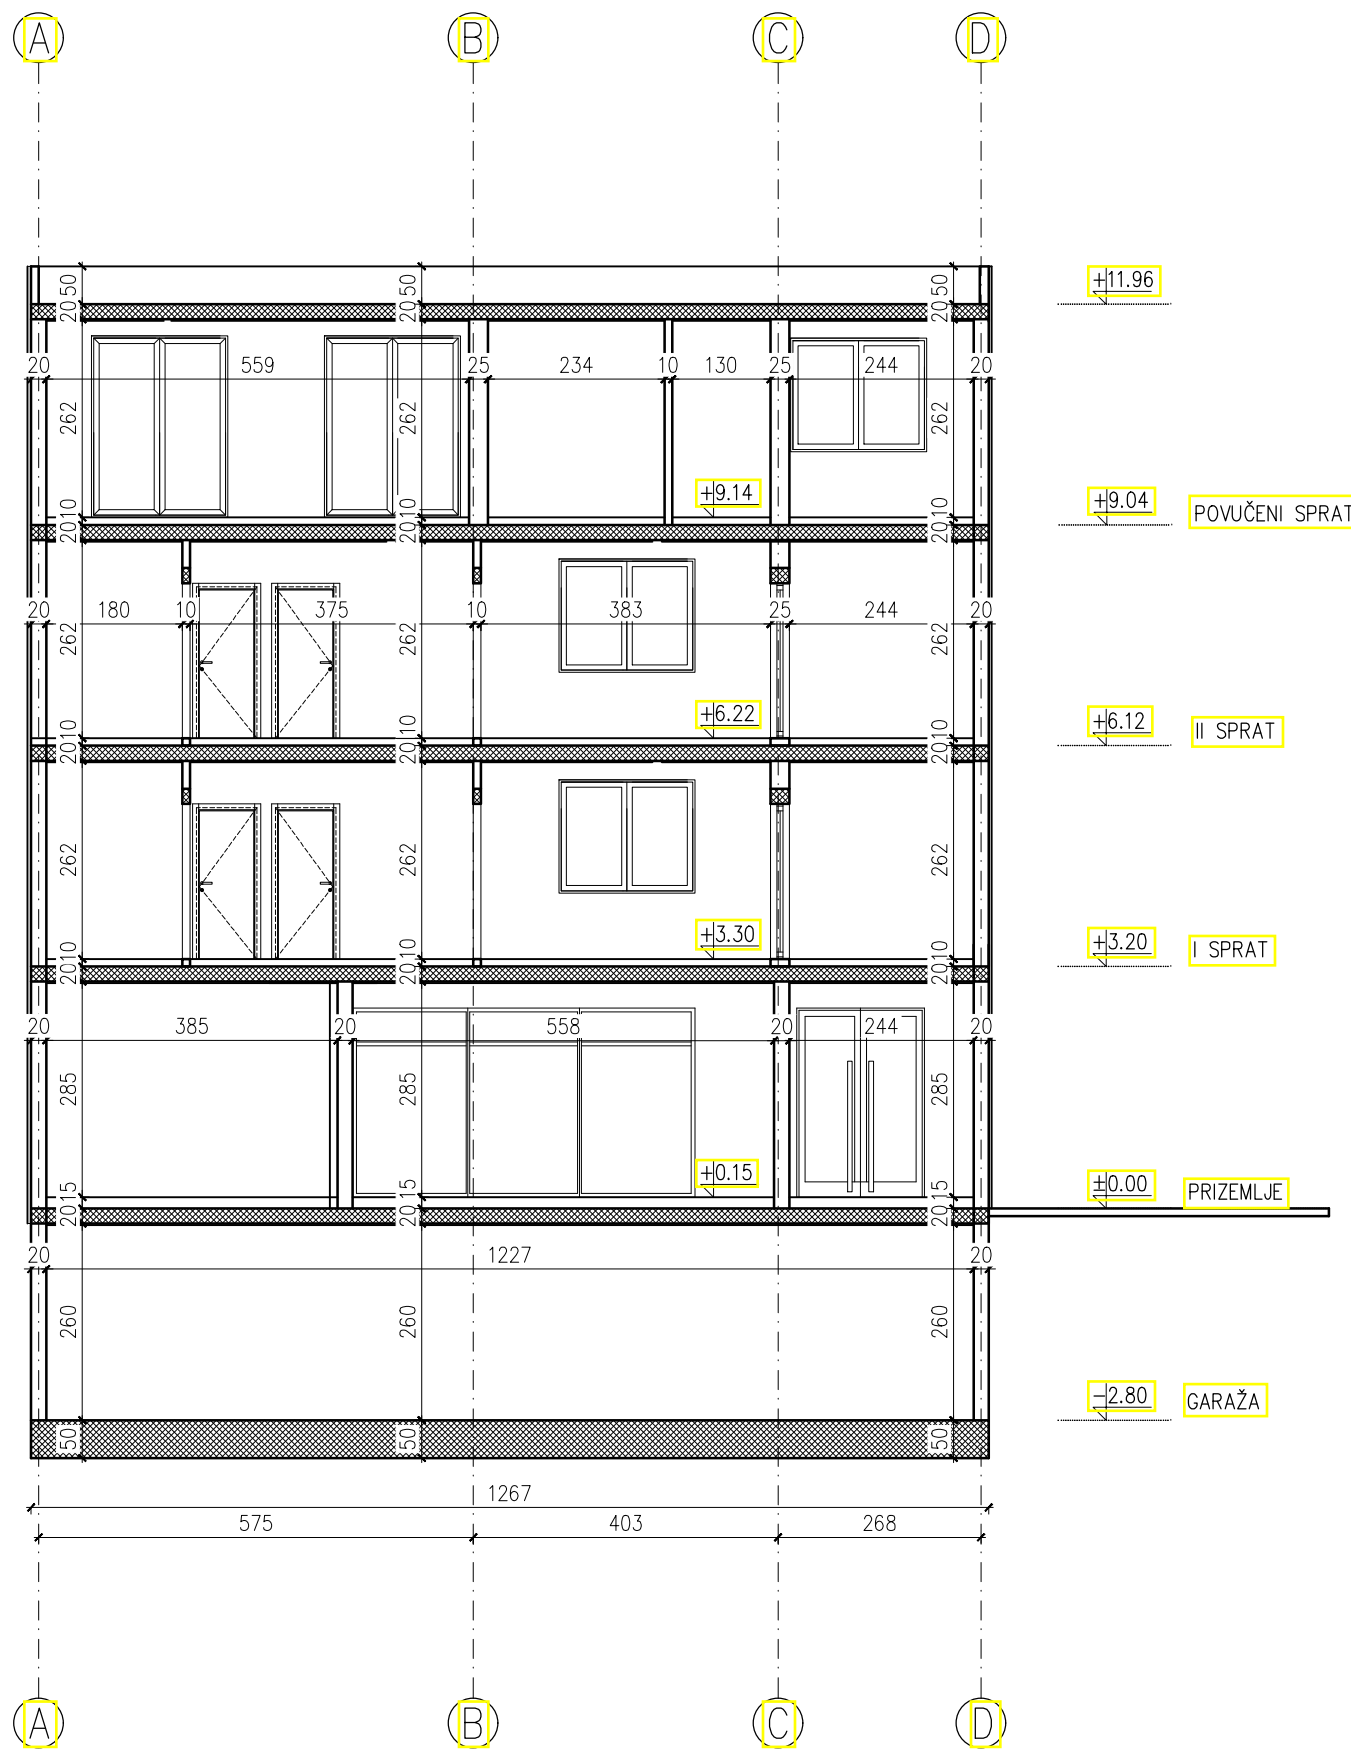 A B C D
50 50 50
+11.96
20 20 20
20 559 25 234 10 130 25 244 20
262 262 262
+9.14
+9.04 POVUČENI SPRAT
10 10 10
20 20 20
20 180 10 375 10 383 25 244 20
262 262 262
+6.22
+6.12 II SPRAT
10 10 10
20 20 20
262 262 262
+3.30
+3.20 I SPRAT
10 10 10
20 20 20
20 385 20 558 20 244 20
285 285 285
+0.15
±0.00 PRIZEMLJE
15 15 15
20 20 20
20 1227 20
260 260 260
-2.80 GARAŽA
50 50 50
1267
575 403 268
A B C D